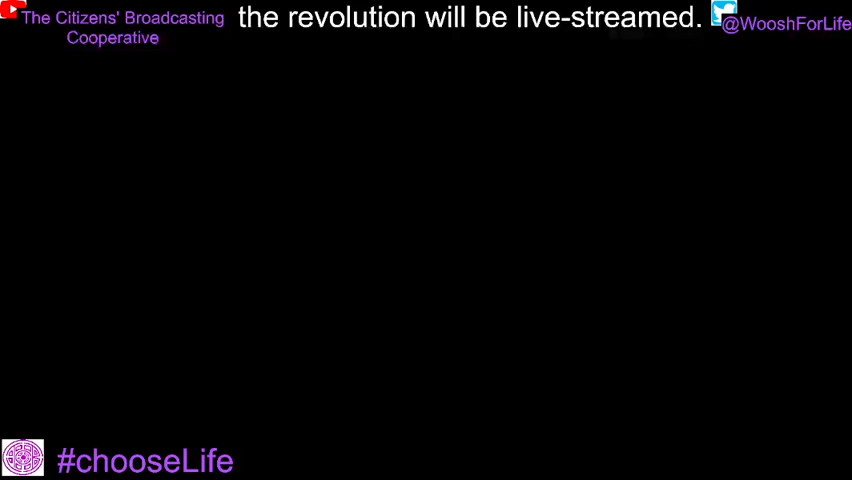 The Citizens' Broadcasting
Cooperative
the revolution will be live-streamed.
@WooshForLife
#chooseLife